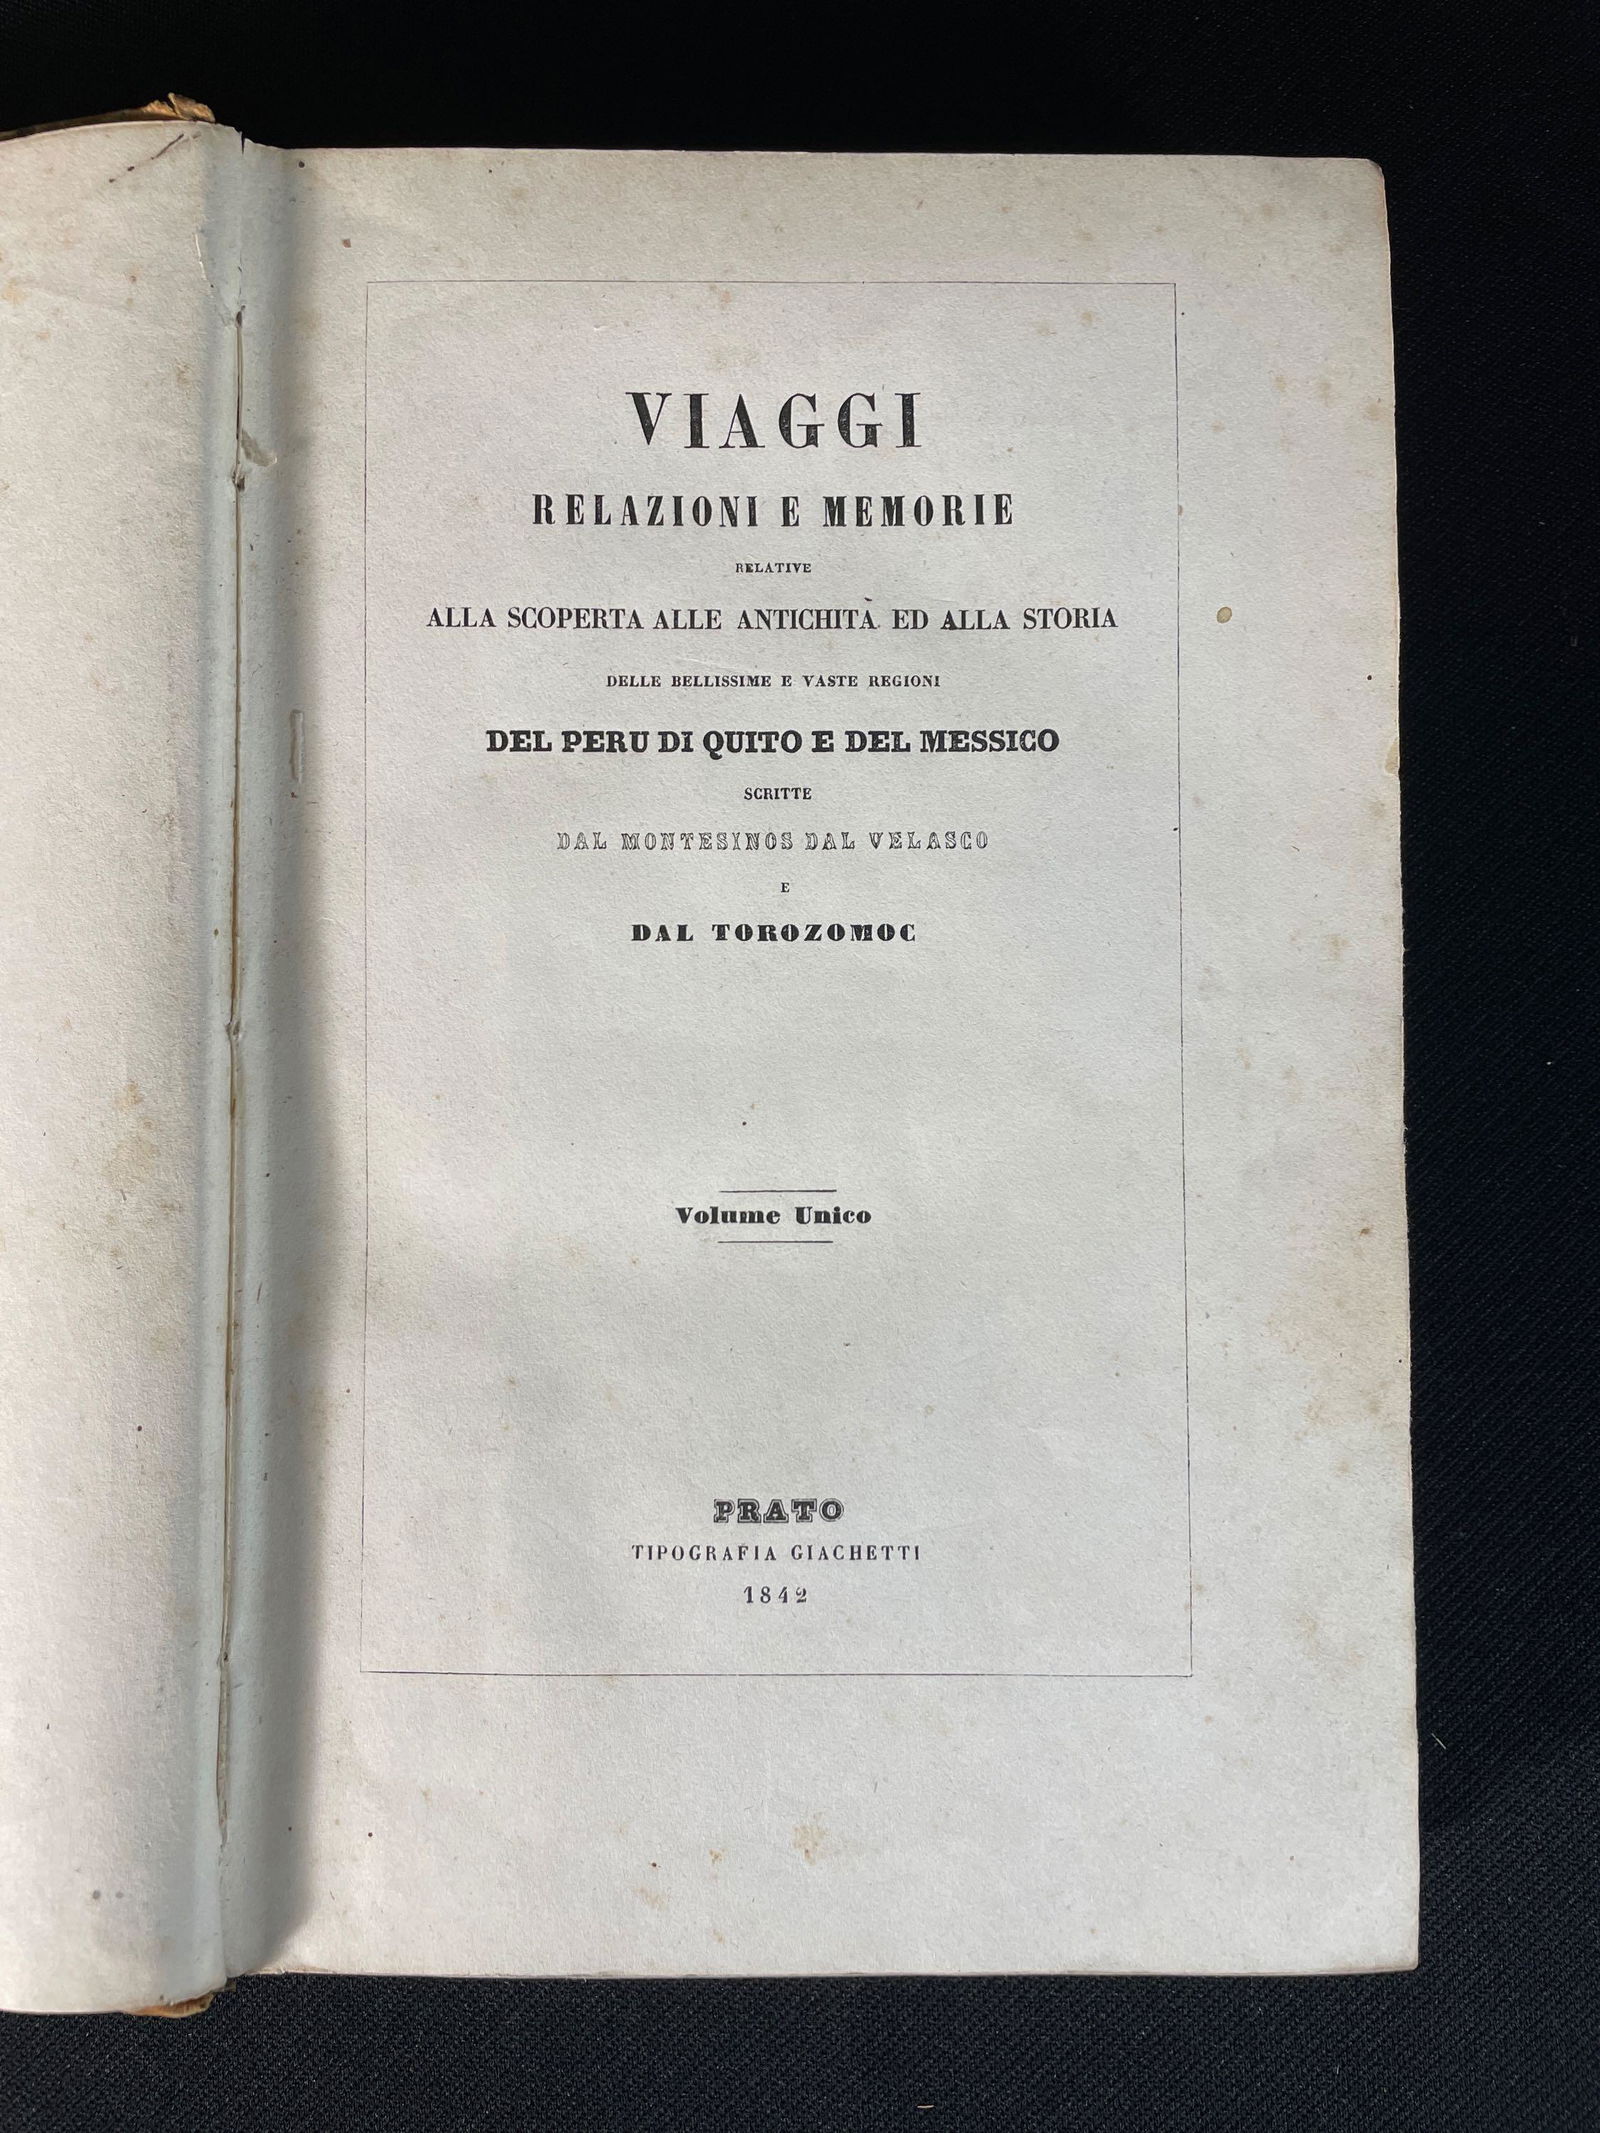 VIAGGI
RELAZIONI E MEMORIE
RELATIVE
ALLA SCOPERTA ALLE ANTICHITÀ ED ALLA STORIA
DELLE BELLISSIME E VASTE REGIONI
DEL PERU DI QUITO E DEL MESSICO
SCRITTE
DAL MONTESINOS DAL VELASCO
E
DAL TOROZOMOC
Volume Unico
PRATO
TIPOGRAFIA GIACHETTI
1842